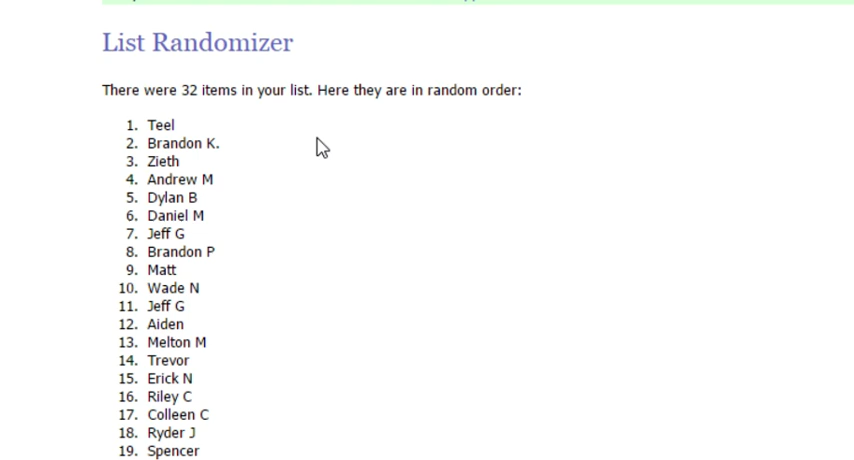 List Randomizer
There were 32 items in your list. Here they are in random order:
1. Teel
2. Brandon K.
3. Zieth
4. Andrew M
5. Dylan B
6. Daniel M
7. Jeff G
8. Brandon P
9. Matt
10. Wade N
11. Jeff G
12. Aiden
13. Melton M
14. Trevor
15. Erick N
16. Riley C
17. Colleen C
18. Ryder J
19. Spencer